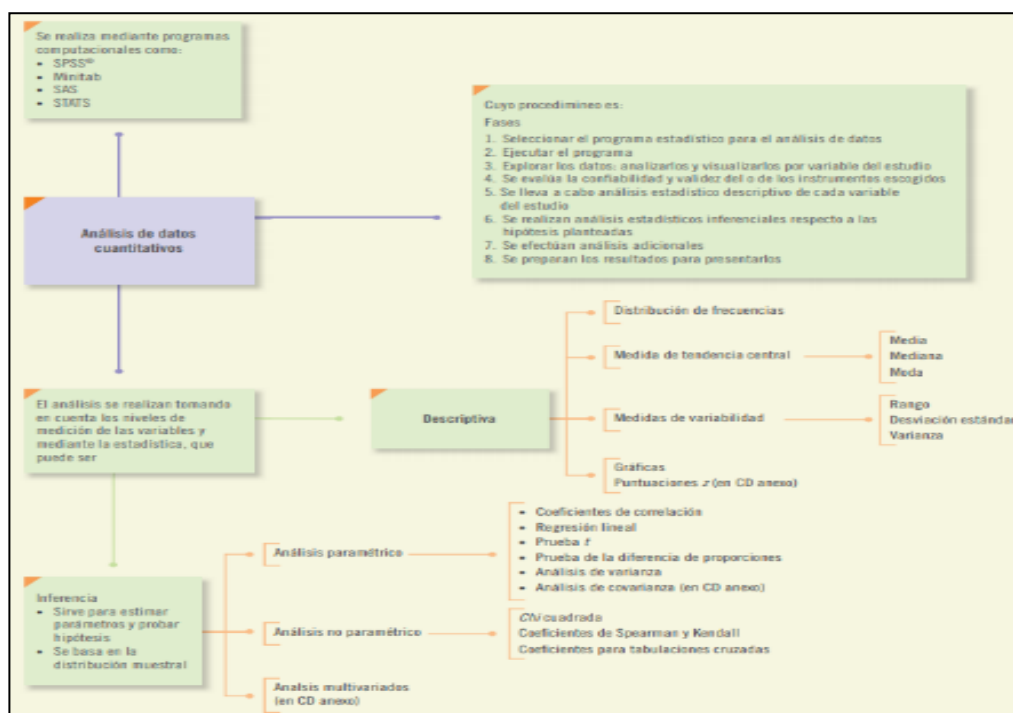 Se realiza mediante programas
computacionales como:
• SPSS®
• Minitab
• SAS
• STATS
Cuyo procedimineo es:
Fases
1. Seleccionar el programa estadístico para el análisis de datos
2. Ejecutar el programa
3. Explorar los datos: analizarlos y visualizarlos por variable del estudio
4. Se evalúa la confiabilidad y validez del o de los instrumentos escogidos
5. Se lleva a cabo análisis estadístico descriptivo de cada variable
del estudio
6. Se realizan análisis estadísticos inferenciales respecto a las
hipótesis planteadas
7. Se efectúan análisis adicionales
8. Se preparan los resultados para presentarlos
Análisis de datos
cuantitativos
El análisis se realizan tomando
en cuenta los niveles de
medición de las variables y
mediante la estadística, que
puede ser
Descriptiva
Distribución de frecuencias
Medida de tendencia central
Media
Mediana
Moda
Medidas de variabilidad
Rango
Desviación estándar
Varianza
Gráficas
Puntuaciones z (en CD anexo)
Inferencia
• Sirve para estimar
parámetros y probar
hipótesis
• Se basa en la
distribución muestral
Análisis paramétrico
• Coeficientes de correlación
• Regresión lineal
• Prueba t
• Prueba de la diferencia de proporciones
• Análisis de varianza
• Análisis de covarianza (en CD anexo)
Análisis no paramétrico
Chi cuadrada
Coeficientes de Spearman y Kendall
Coeficientes para tabulaciones cruzadas
Analsis multivariados
(en CD anexo)